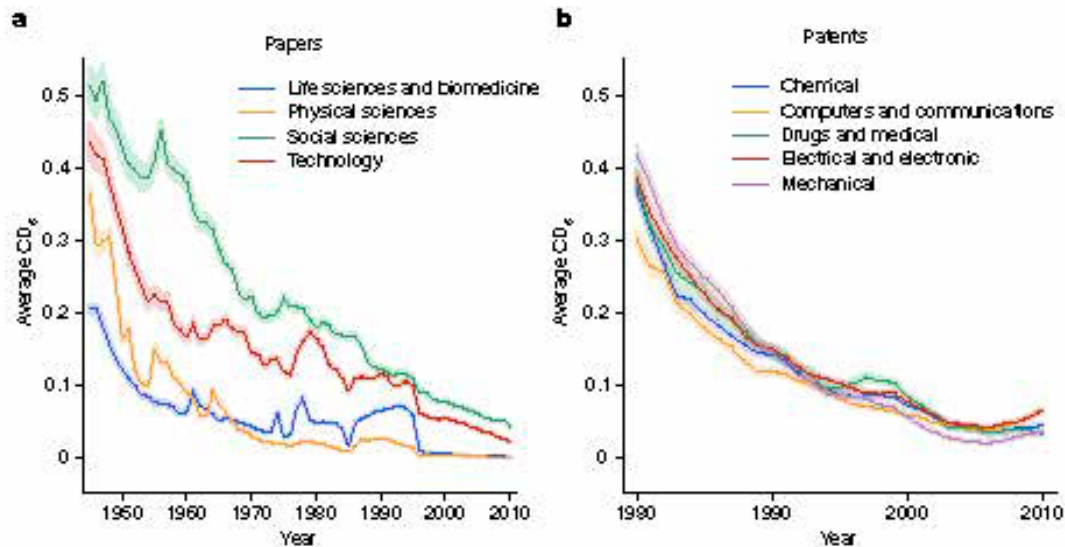 a
Papers
Life sciences and biomedicine
Physical sciences
Social sciences
Technology
Average CD5
0.5
0.4
0.3
0.2
0.1
0
1950 1960 1970 1980 1990 2000 2010
Year
b
Patents
Chemical
Computers and communications
Drugs and medical
Electrical and electronic
Mechanical
Average CD5
0.5
0.4
0.3
0.2
0.1
0
1980 1990 2000 2010
Year